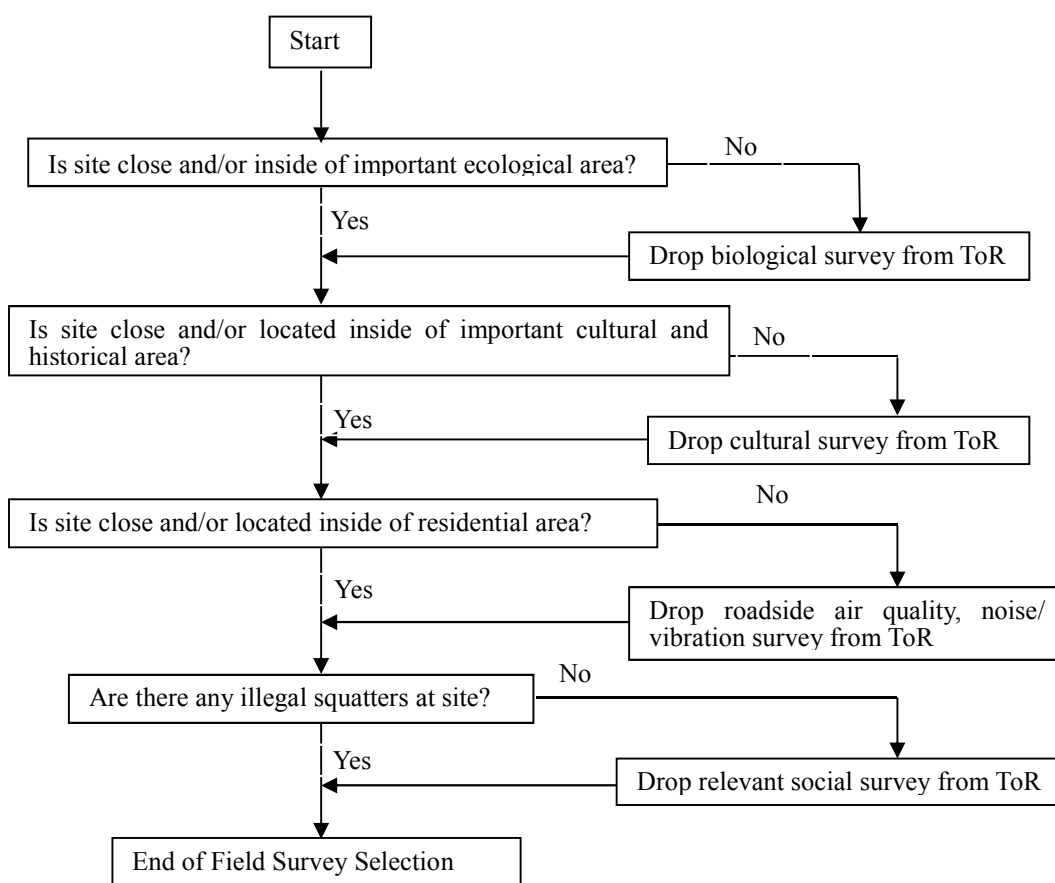 Start
Is site close and/or inside of important ecological area?
No
Yes
Drop biological survey from ToR
Is site close and/or located inside of important cultural and
historical area?
No
Yes
Drop cultural survey from ToR
Is site close and/or located inside of residential area?
No
Yes
Drop roadside air quality, noise/
vibration survey from ToR
Are there any illegal squatters at site?
No
Yes
Drop relevant social survey from ToR
End of Field Survey Selection